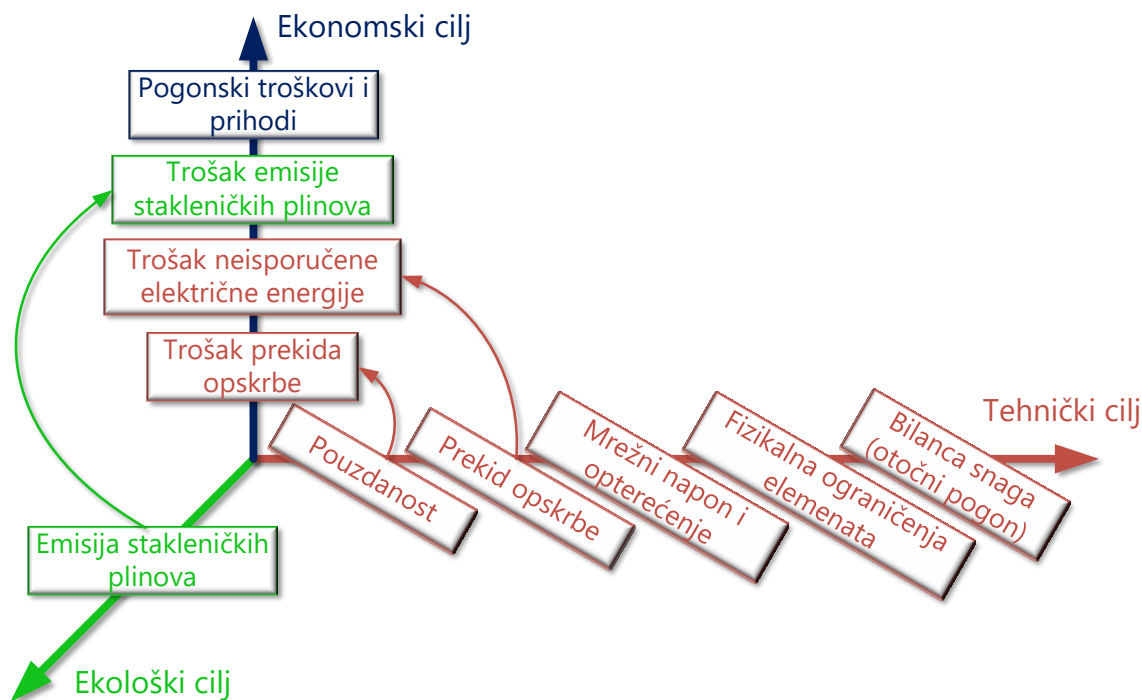 Ekonomski cilj
Pogonski troškovi i
prihodi
Trošak emisije
stakleničkih plinova
Trošak neisporučene
električne energije
Trošak prekida
opskrbe
Tehnički cilj
Pouzdanost
Prekid opskrbe
Mrežni napon i
opterećenje
Fizikalna ograničenja
elemenata
Bilanca snaga
(otočni pogon)
Emisija stakleničkih
plinova
Ekološki cilj